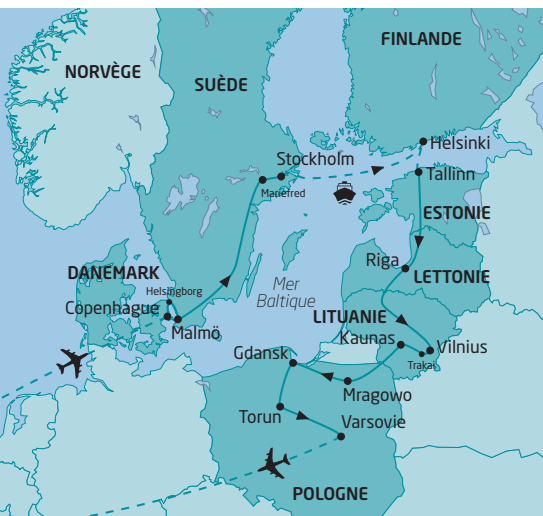 FINLANDE
NORVÈGE
SUÈDE
Helsinki
Stockholm
Mariefred
Tallinn
ESTONIE
Riga
LETTONIE
DANEMARK
Helsingborg
Copenhague
Malmö
Mer
Baltique
LITUANIE
Kaunas
Vilnius
Trakai
Gdansk
Mragowo
Torun
Varsovie
POLOGNE